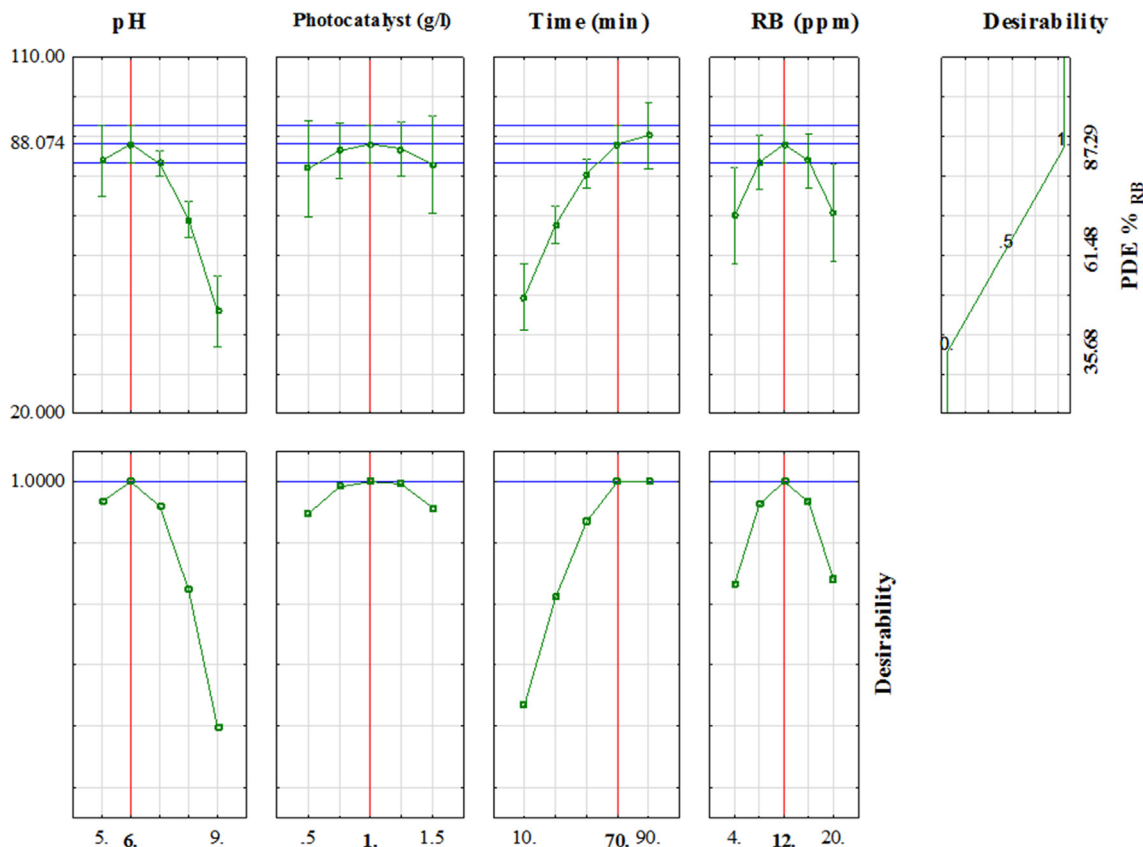 pH Photocatalyst (g/l) Time (min) RB (ppm) Desirability
110.00
88.074
20.000
1
.5
0.
87.29
61.48
35.68
PDE % RB
1.0000
Desirability
5. 6. 9. .5 1. 1.5 10. 70. 90. 4. 12. 20.